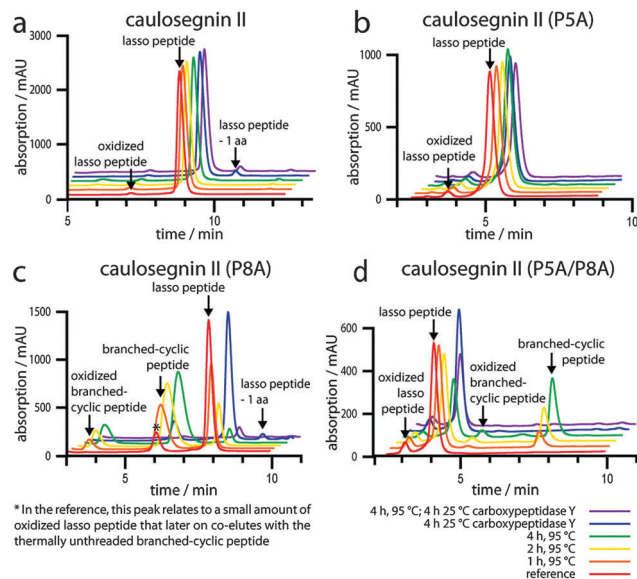 a
caulosegnin II
absorption / mAU
3000
2000
1000
0
5
10
time / min
lasso peptide
oxidized
lasso peptide
lasso peptide
- 1 aa
b
caulosegnin II (P5A)
absorption / mAU
1000
500
0
5
10
time / min
lasso peptide
oxidized
lasso peptide
c
caulosegnin II (P8A)
absorption / mAU
1500
1000
500
0
5
10
time / min
lasso peptide
branched-cyclic
peptide
oxidized
branched-
cyclic peptide
*
lasso peptide
- 1 aa
d
caulosegnin II (P5A/P8A)
absorption / mAU
600
400
200
0
5
10
time / min
lasso peptide
branched-cyclic
peptide
oxidized
lasso
peptide
oxidized
branched-
cyclic
peptide
* In the reference, this peak relates to a small amount of
oxidized lasso peptide that later on co-elutes with the
thermally unthreaded branched-cyclic peptide
4 h, 95 °C; 4 h 25 °C carboxypeptidase Y
4 h 25 °C carboxypeptidase Y
4 h, 95 °C
2 h, 95 °C
1 h, 95 °C
reference